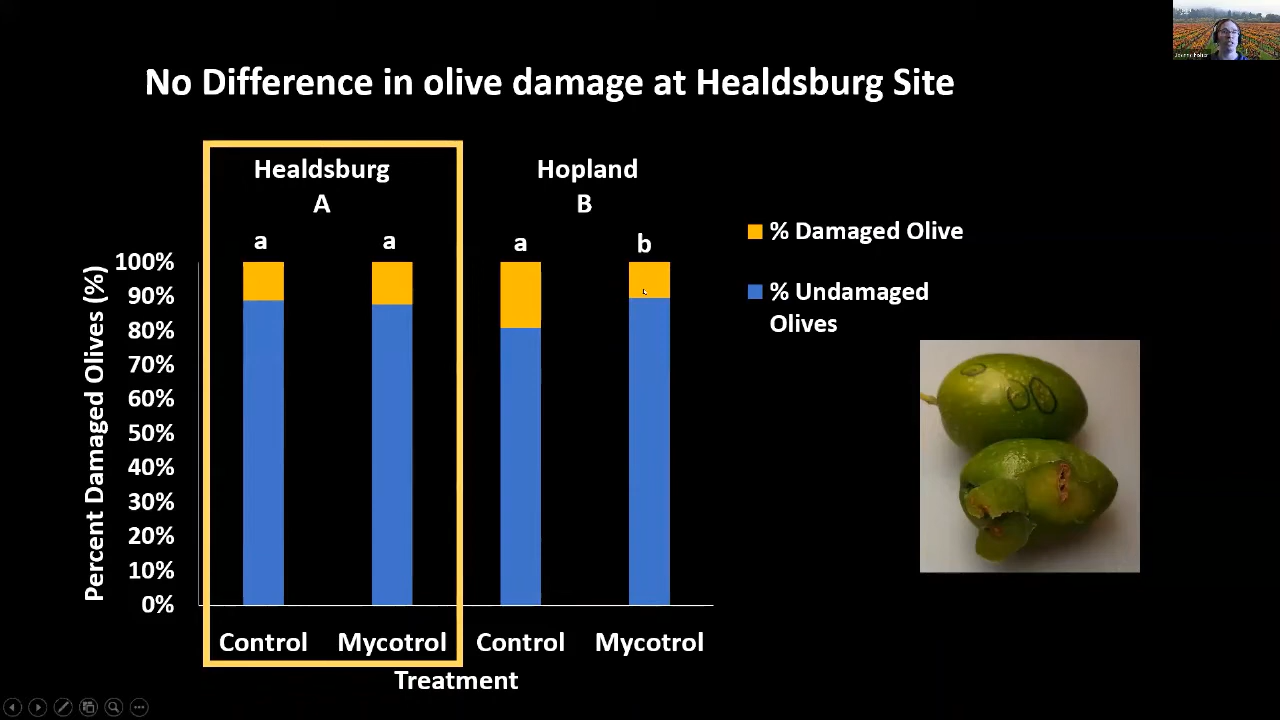 No Difference in olive damage at Healdsburg Site
Healdsburg
A
Hopland
B
a
a
a
b
% Damaged Olive
% Undamaged
Olives
Percent Damaged Olives (%)
100%
90%
80%
70%
60%
50%
40%
30%
20%
10%
0%
Control
Mycotrol
Control
Mycotrol
Treatment